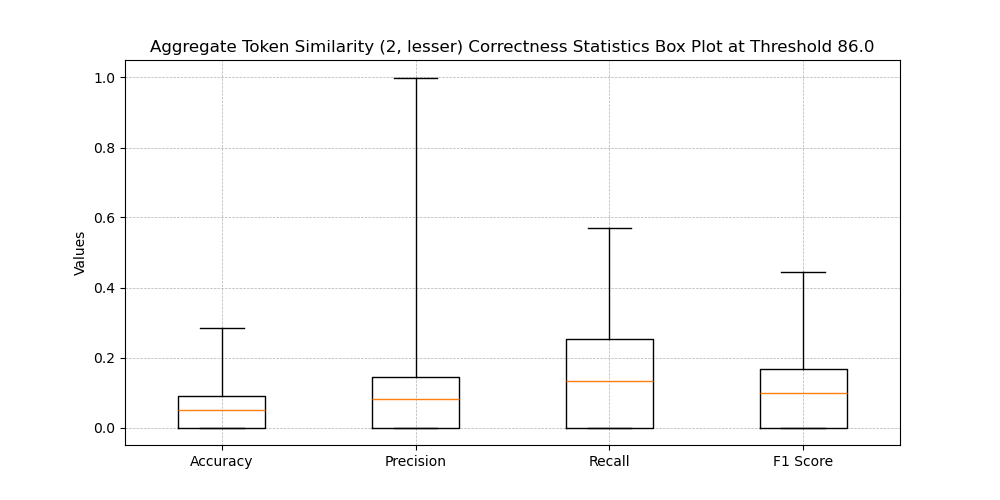 Aggregate Token Similarity (2, lesser) Correctness Statistics Box Plot at Threshold 86.0
1.0
0.8
0.6
0.4
0.2
0.0
Values
Accuracy Precision Recall F1 Score